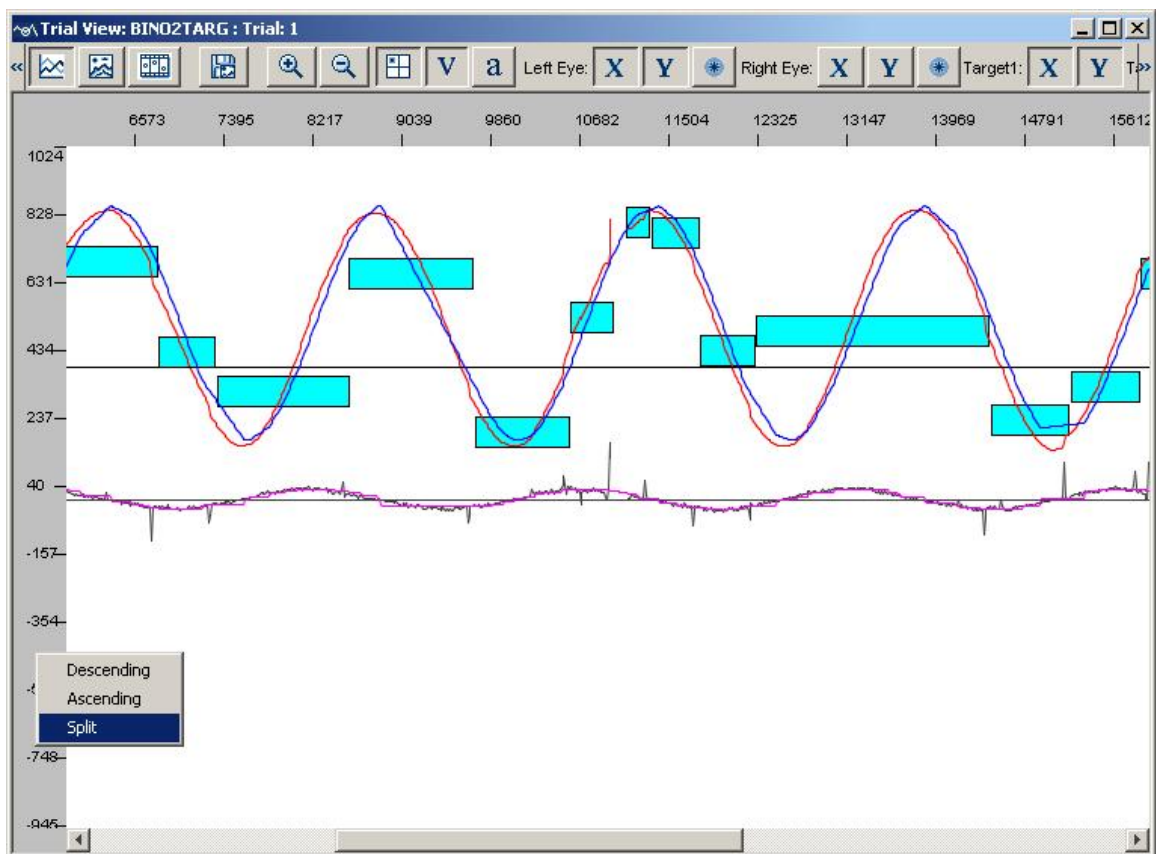 Trial View: BINO2TARG : Trial: 1
V a Left Eye: X Y Right Eye: X Y Target1: X Y
6573 7395 8217 9039 9860 10682 11504 12325 13147 13969 14791 15612
1024
828
631
434
237
40
-157
-354
Descending
Ascending
Split
-748
-945